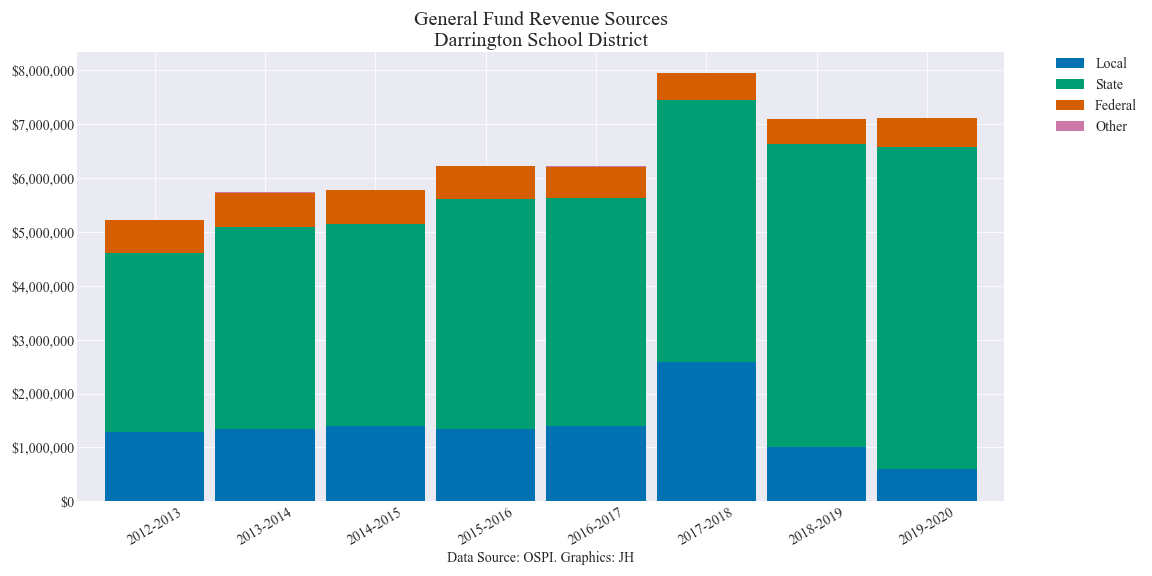 General Fund Revenue Sources
Darrington School District
Local
State
Federal
Other
$8,000,000
$7,000,000
$6,000,000
$5,000,000
$4,000,000
$3,000,000
$2,000,000
$1,000,000
$0
2012-2013
2013-2014
2014-2015
2015-2016
2016-2017
2017-2018
2018-2019
2019-2020
Data Source: OSPI. Graphics: JH